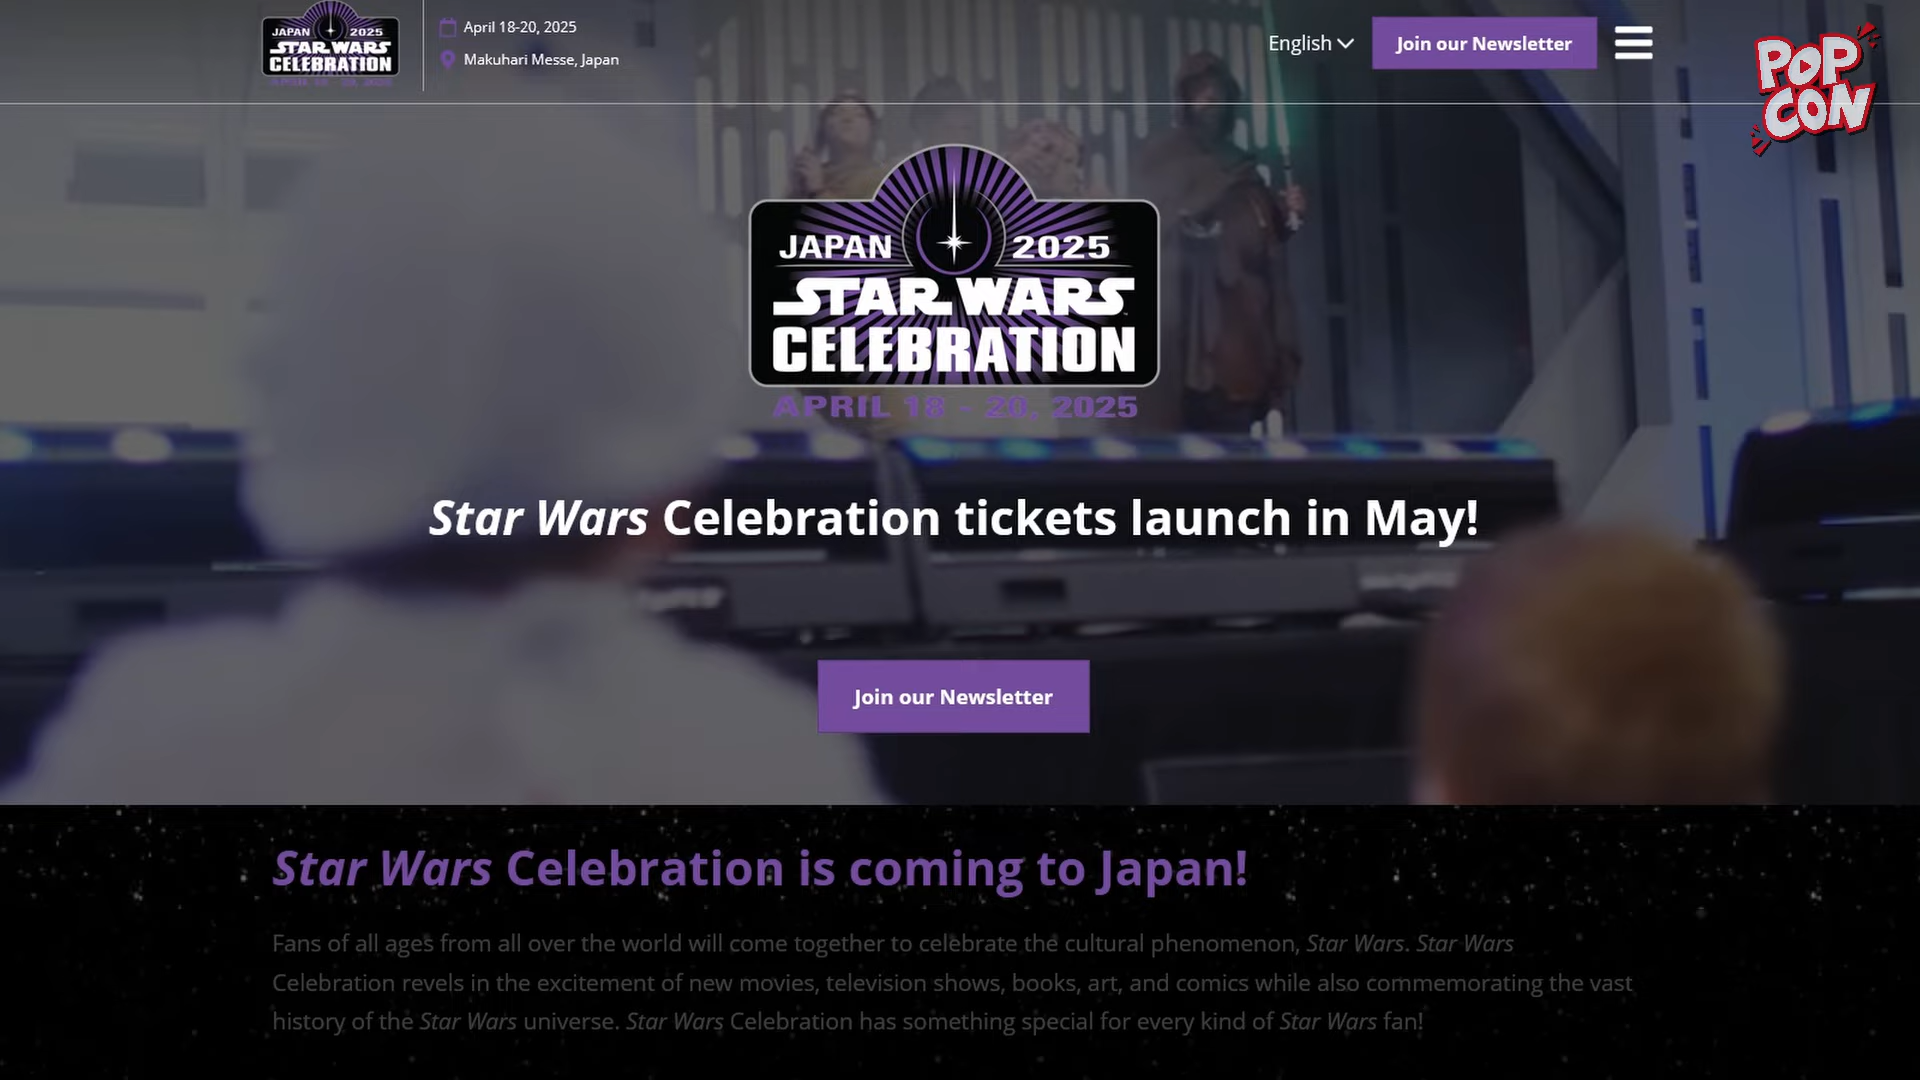 JAPAN 2025
STAR WARS
CELEBRATION
APRIL 18 - 20, 2025
April 18-20, 2025
Makuhari Messe, Japan
English
Join our Newsletter
POP
CON
JAPAN 2025
STAR WARS
CELEBRATION
APRIL 18 - 20, 2025
Star Wars Celebration tickets launch in May!
Join our Newsletter
Star Wars Celebration is coming to Japan!
Fans of all ages from all over the world will come together to celebrate the cultural phenomenon, Star Wars. Star Wars
Celebration revels in the excitement of new movies, television shows, books, art, and comics while also commemorating the vast
history of the Star Wars universe. Star Wars Celebration has something special for every kind of Star Wars fan!